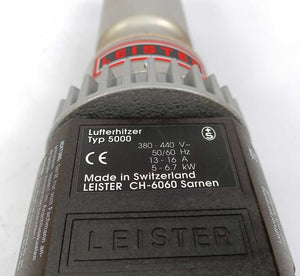 LEISTER
Lufterhitzer
Typ 5000
380 - 440 V~
50/60 Hz
13 - 16 A
5 - 6.7 kW
CE
S
Made in Switzerland
LEISTER CH-6060 Sarnen
LEISTER